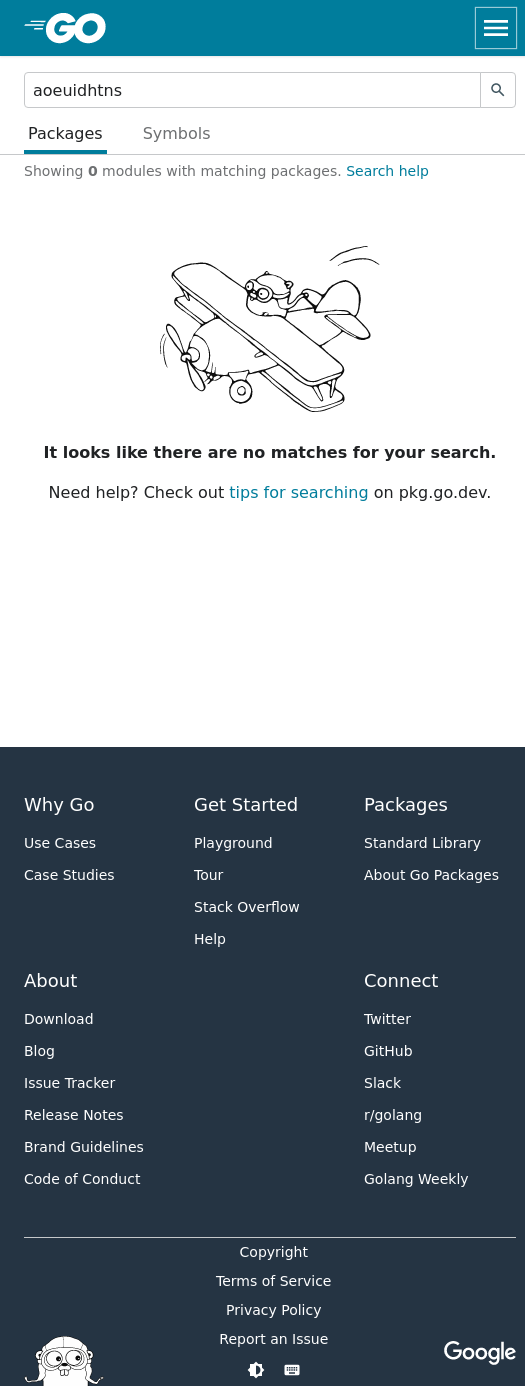 GO
aoeuidhtns
Packages Symbols
Showing 0 modules with matching packages. Search help
It looks like there are no matches for your search.
Need help? Check out tips for searching on pkg.go.dev.
Why Go
Use Cases
Case Studies
Get Started
Playground
Tour
Stack Overflow
Help
Packages
Standard Library
About Go Packages
About
Download
Blog
Issue Tracker
Release Notes
Brand Guidelines
Code of Conduct
Connect
Twitter
GitHub
Slack
r/golang
Meetup
Golang Weekly
Copyright
Terms of Service
Privacy Policy
Report an Issue
Google